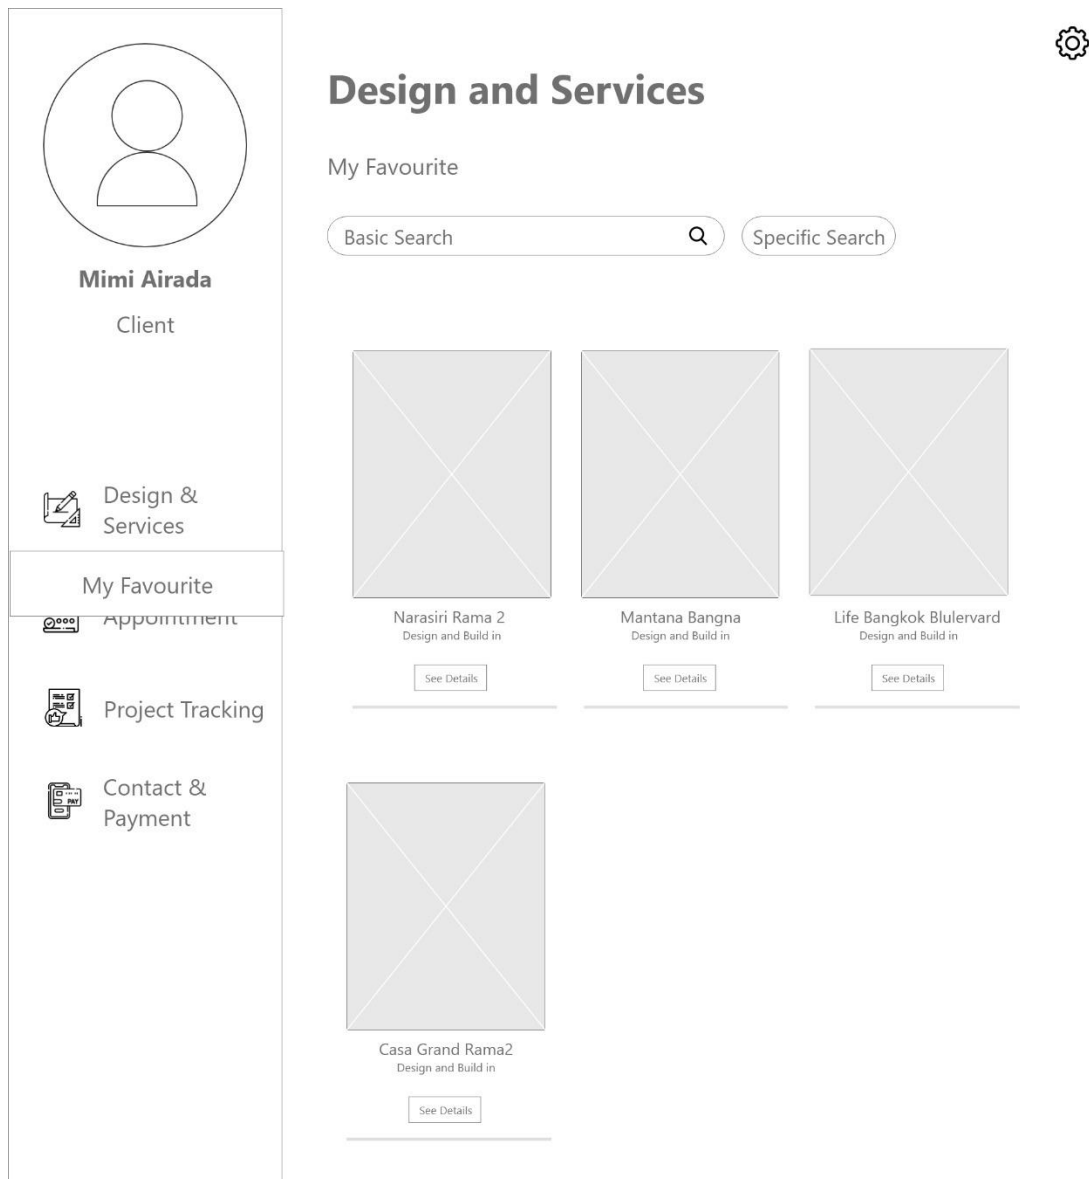 Mimi Airada
Client
Design &
Services
My Favourite
Appointment
Project Tracking
Contact &
Payment
PAY
Design and Services
My Favourite
Basic Search
Specific Search
Narasiri Rama 2
Design and Build in
See Details
Mantana Bangna
Design and Build in
See Details
Life Bangkok Blulervard
Design and Build in
See Details
Casa Grand Rama2
Design and Build in
See Details